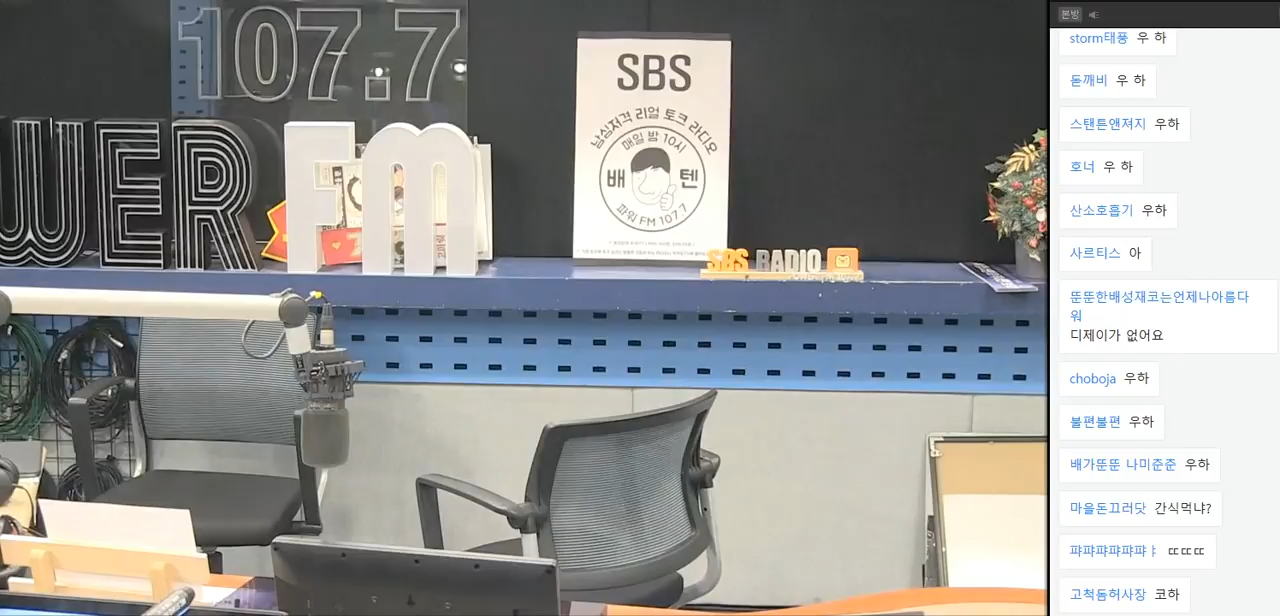 107.7
WER FM
SBS
남심저격 리얼 토크 라디오
매일 밤 10시
배 텐
파워 FM 107.7
SBS RADIO
본방
storm태풍 우 하
돋깨비 우 하
스탠튼앤져지 우하
호너 우 하
산소호흡기 우하
사르티스 아
뚠뚠한배성재코는언제나아름다
워
디제이가 없어요
choboja 우하
불편불편 우하
배가뚠뚠 나미준준 우하
마을돈끄러닷 간식먹냐?
퍄퍄퍄퍄퍄퍄ㅑ ㄸㄸㄸㄸ
고척돔허사장 코하